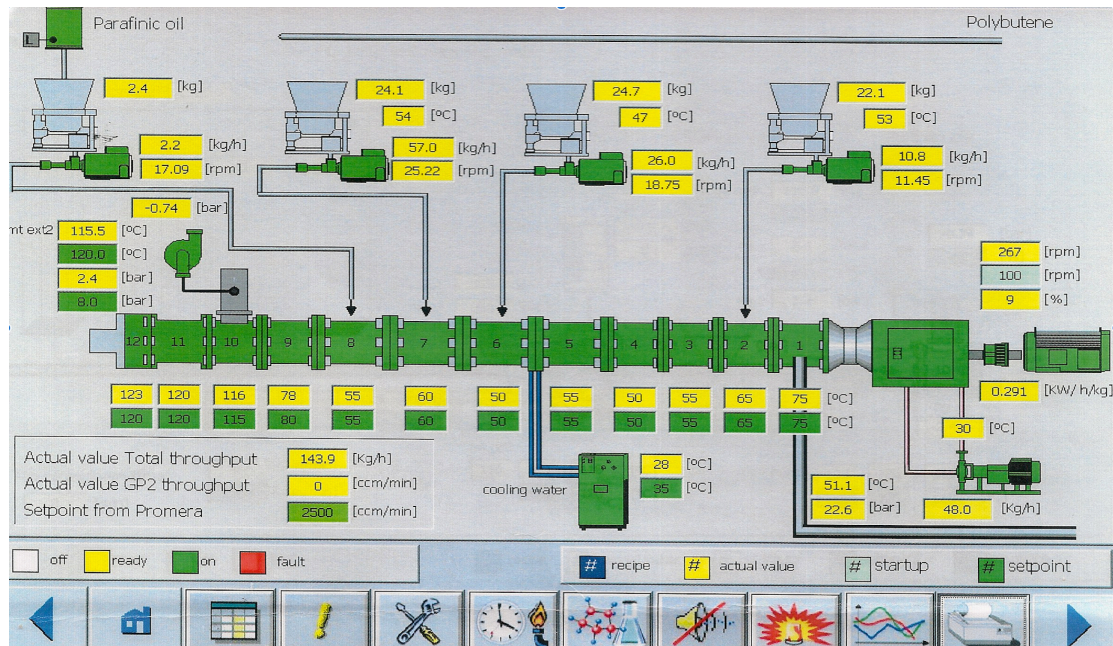 Parafinic oil
Polybutene
L
2.4 [kg]
24.1 [kg]
24.7 [kg]
22.1 [kg]
54 [ºC]
47 [ºC]
53 [ºC]
2.2 [kg/h]
57.0 [kg/h]
26.0 [kg/h]
10.8 [kg/h]
17.09 [rpm]
25.22 [rpm]
18.75 [rpm]
11.45 [rpm]
-0.74 [bar]
mt ext2 115.5 [ºC]
120.0 [ºC]
2.4 [bar]
8.0 [bar]
267 [rpm]
100 [rpm]
9 [%]
12 11 10 9 8 7 6 5 4 3 2 1
0.291 [KW/ h/kg]
123 120 116 78 55 60 50 55 50 55 65 75 [ºC]
120 120 115 80 55 60 50 55 50 55 65 75 [ºC]
30 [ºC]
Actual value Total throughput 143.9 [Kg/h]
Actual value GP2 throughput 0 [ccm/min]
Setpoint from Promera 2500 [ccm/min]
cooling water
28 [ºC]
35 [ºC]
51.1 [ºC]
22.6 [bar]
48.0 [Kg/h]
off ready on fault
# recipe # actual value # startup # setpoint